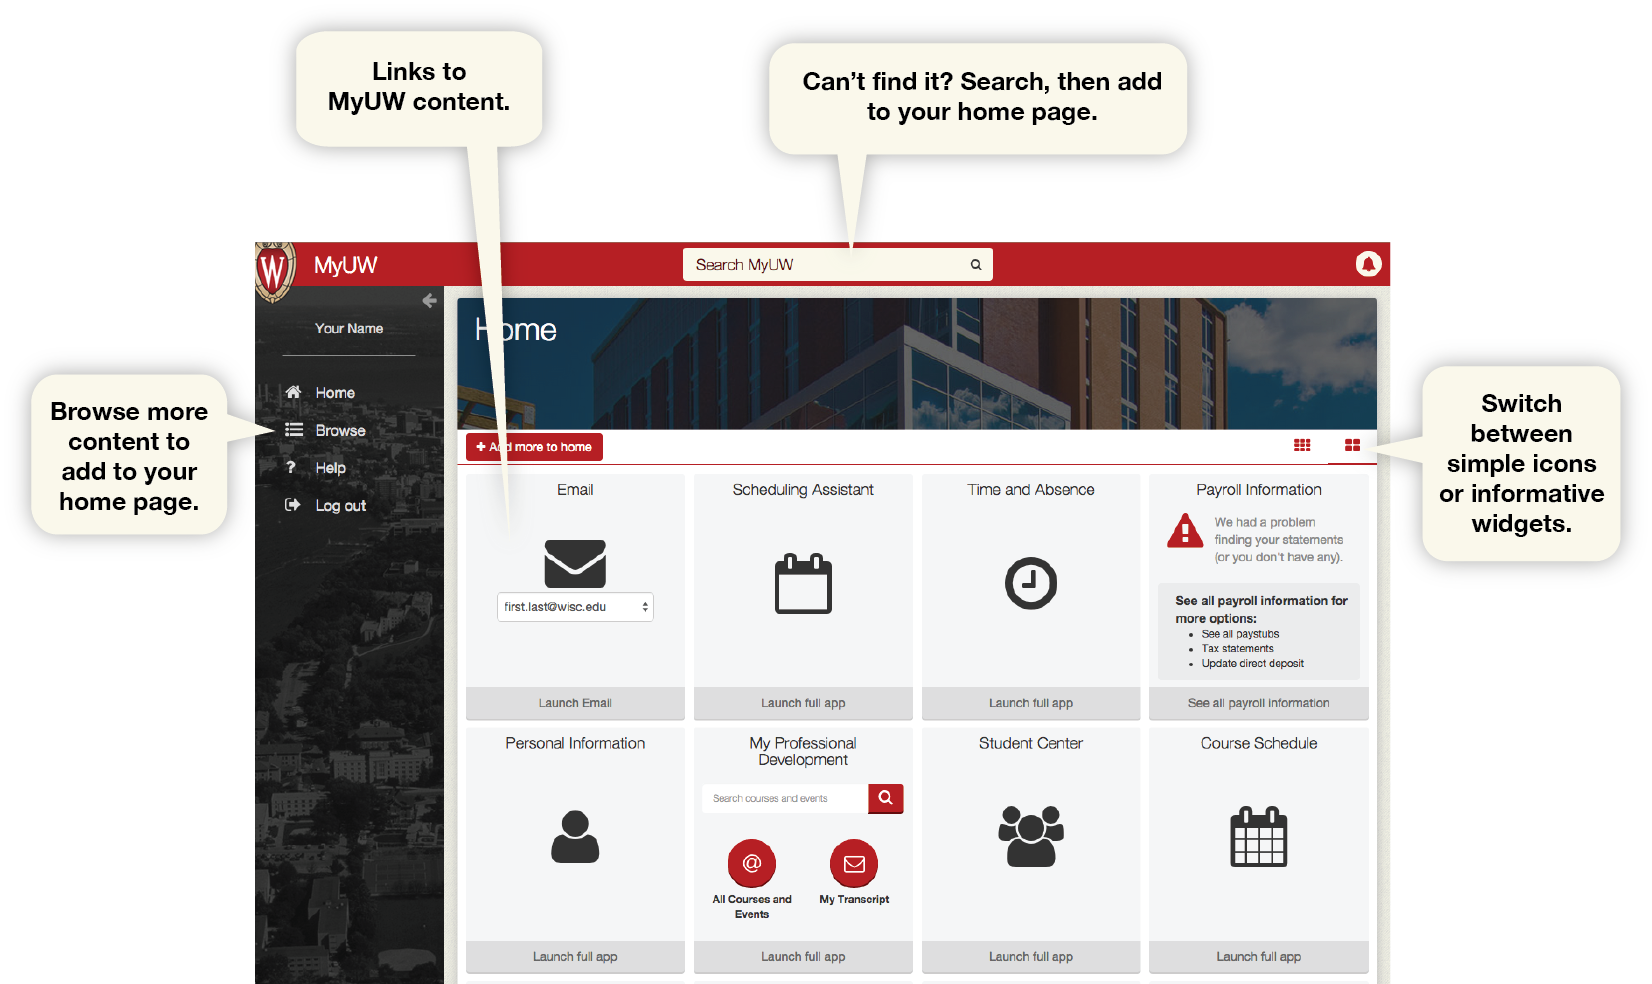 Links to
MyUW content.
Can't find it? Search, then add
to your home page.
W
MyUW
Search MyUW
Your Name
Home
Home
Browse
Help
Log out
Browse more
content to
add to your
home page.
Switch
between
simple icons
or informative
widgets.
+ Add more to home
Email
first.last@wisc.edu
Launch Email
Scheduling Assistant
Launch full app
Time and Absence
Launch full app
Payroll Information
We had a problem
finding your statements
(or you don't have any).
See all payroll information for
more options:
• See all paystubs
• Tax statements
• Update direct deposit
See all payroll information
Personal Information
Launch full app
My Professional
Development
Search courses and events
@
All Courses and
Events
My Transcript
Launch full app
Student Center
Launch full app
Course Schedule
Launch full app